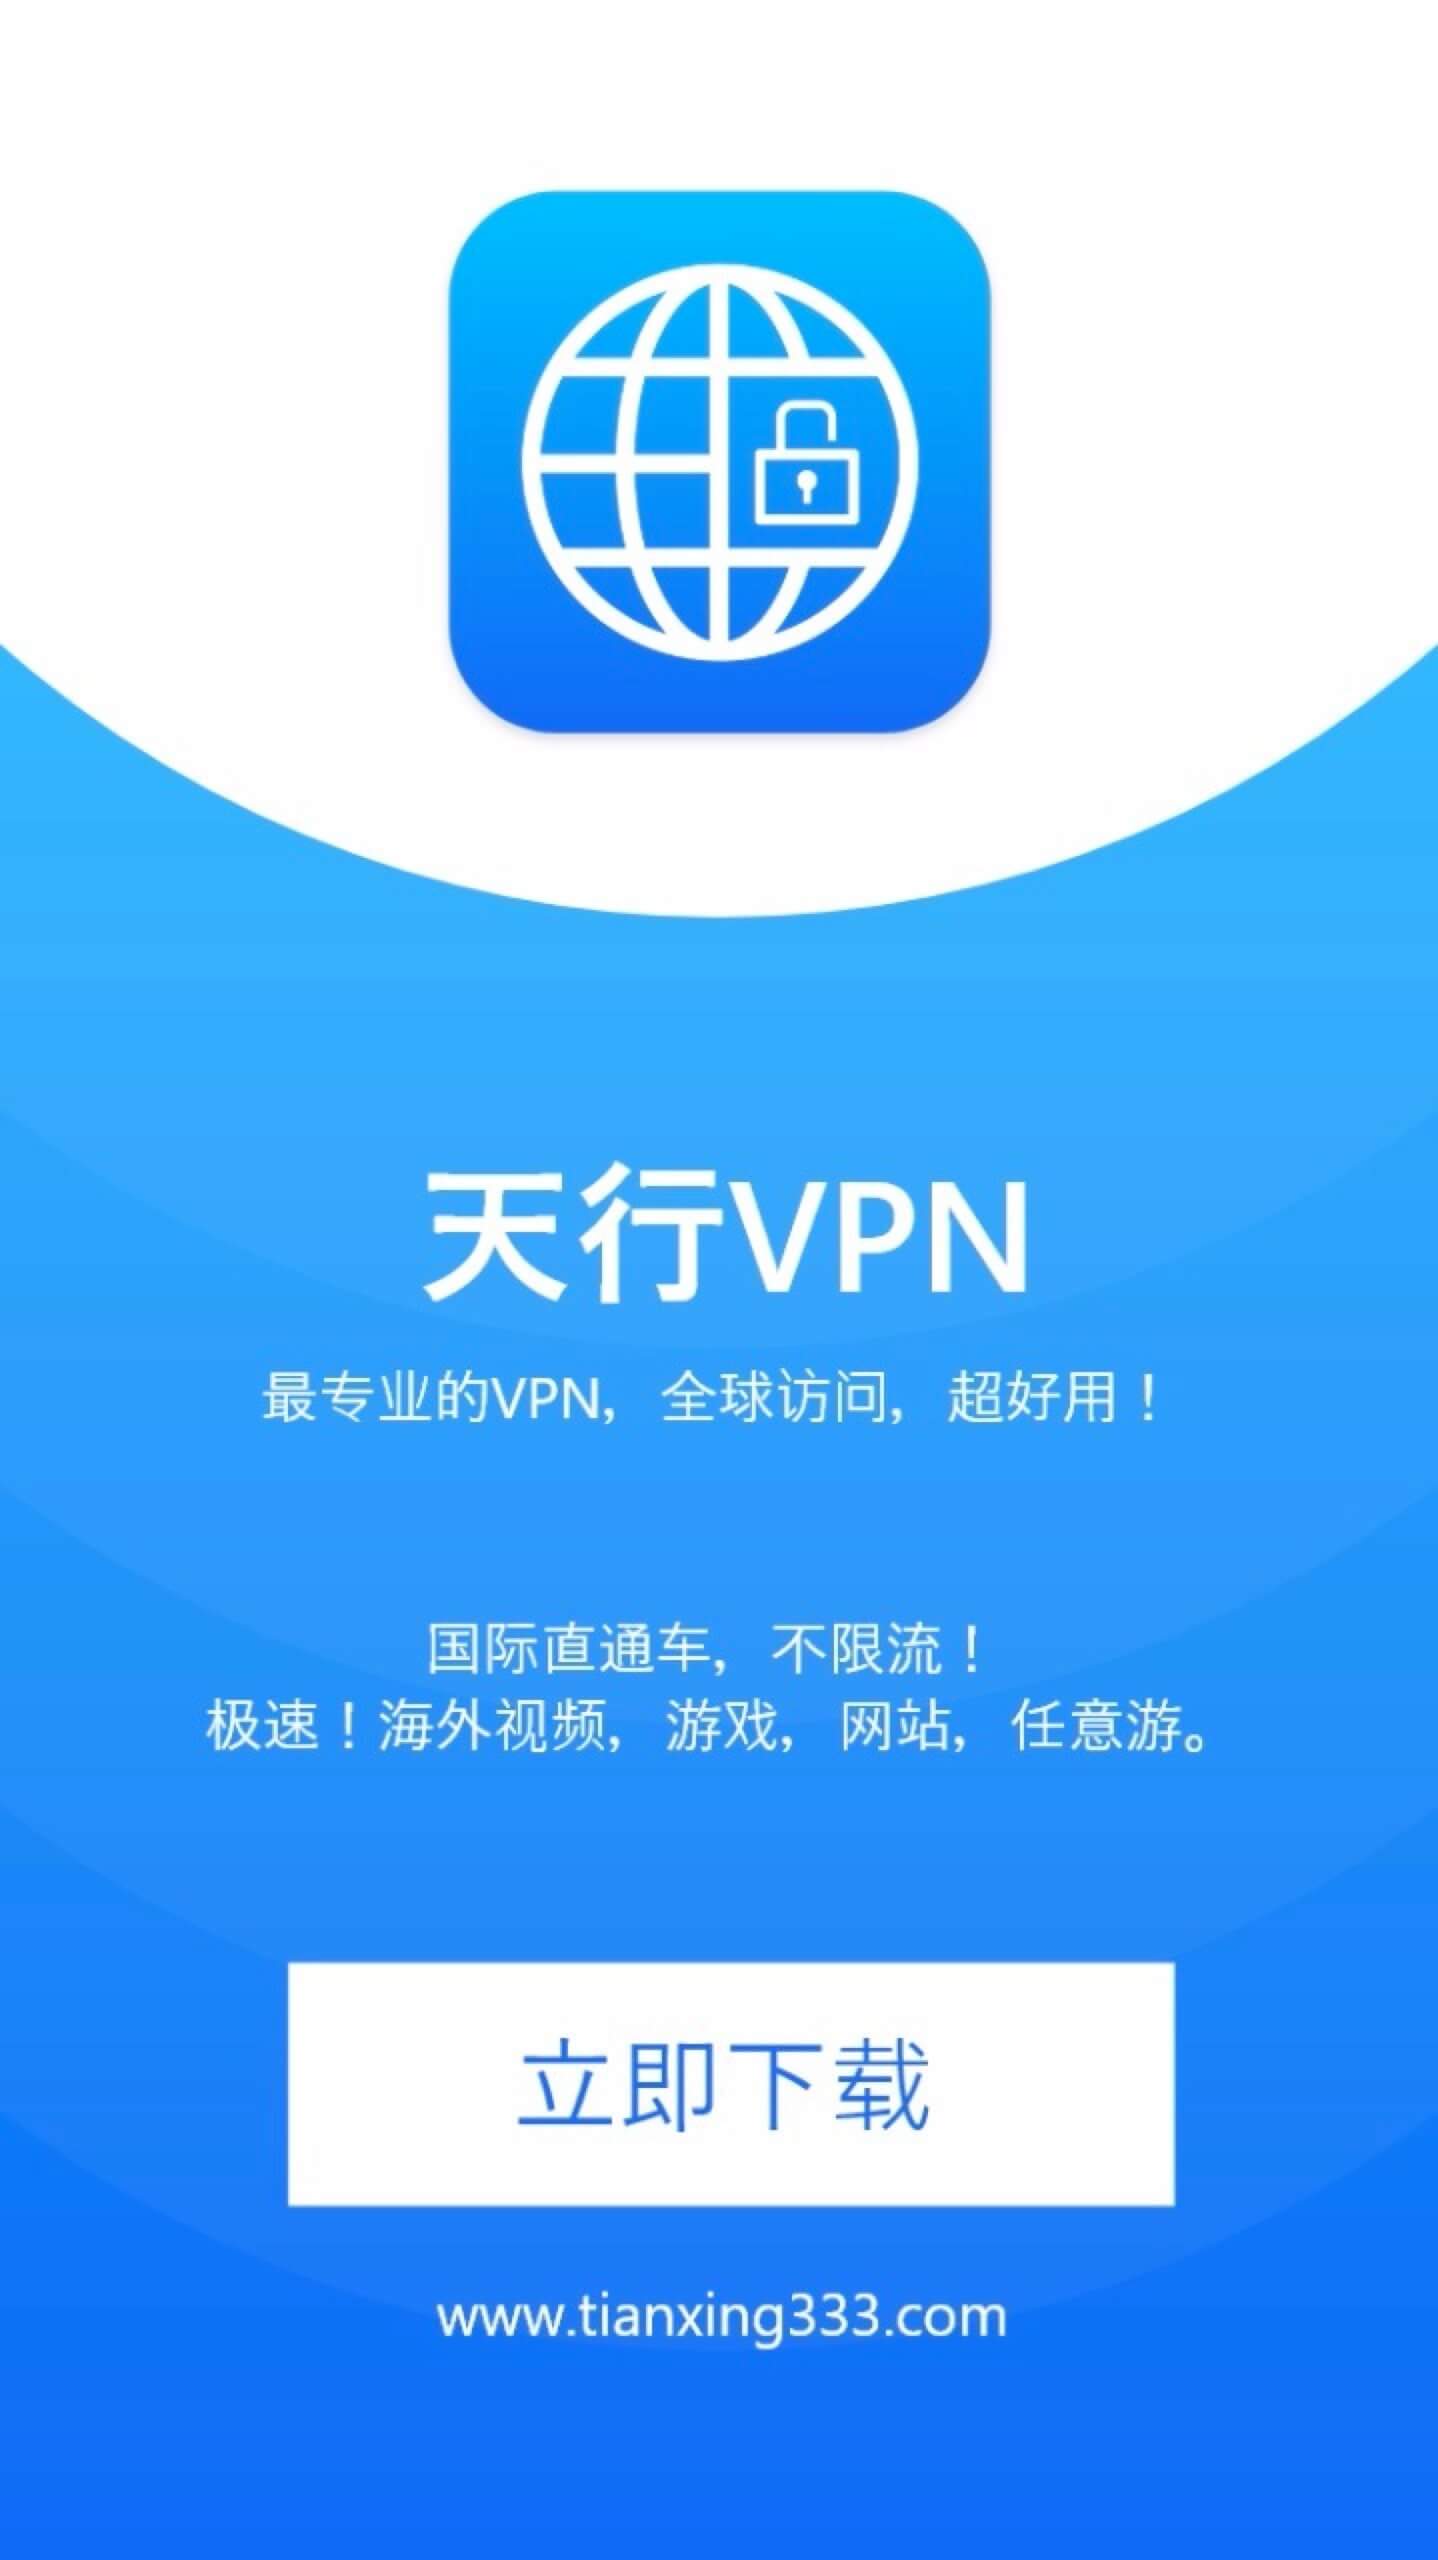 天行VPN
最专业的VPN，全球访问，超好用！
国际直通车，不限流！
极速！海外视频，游戏，网站，任意游。
立即下载
www.tianxing333.com